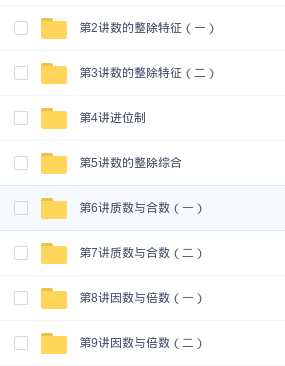 第2讲数的整除特征（一）
第3讲数的整除特征（二）
第4讲进位制
第5讲数的整除综合
第6讲质数与合数（一）
第7讲质数与合数（二）
第8讲因数与倍数（一）
第9讲因数与倍数（二）